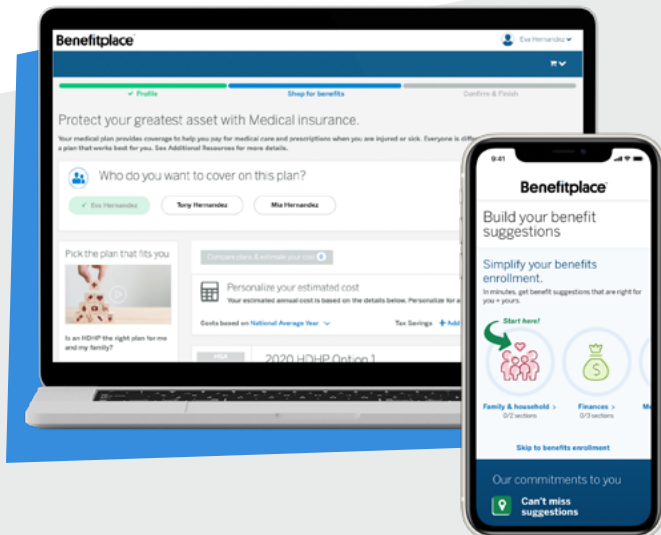 Benefitplace
Eva Hernandez
✓ Profile
Shop for benefits
Confirm & Finish
Protect your greatest asset with Medical insurance.
Your medical plan provides coverage to help you pay for medical care and prescriptions when you are injured or sick. Everyone is
a plan that works best for you. See Additional Resources for more details.
Who do you want to cover on this plan?
✓ Eva Hernandez
Tony Hernandez
Mia Hernandez
Pick the plan that fits you
Is an HDHP the right plan for me
and my family?
Compare plans & estimate your cost
Personalize your estimated cost
Your estimated annual cost is based on the details below. Personalize for a
Costs based on National Average Year
Tax Savings + Add
HSA
2020 HDHP Option 1
9:41
Benefitplace
Build your benefit
suggestions
Simplify your benefits
enrollment.
In minutes, get benefit suggestions that are right for
you + yours.
Start here!
Family & household >
0/2 sections
Finances >
0/3 sections
Skip to benefits enrollment
Our commitments to you
Can't miss
suggestions